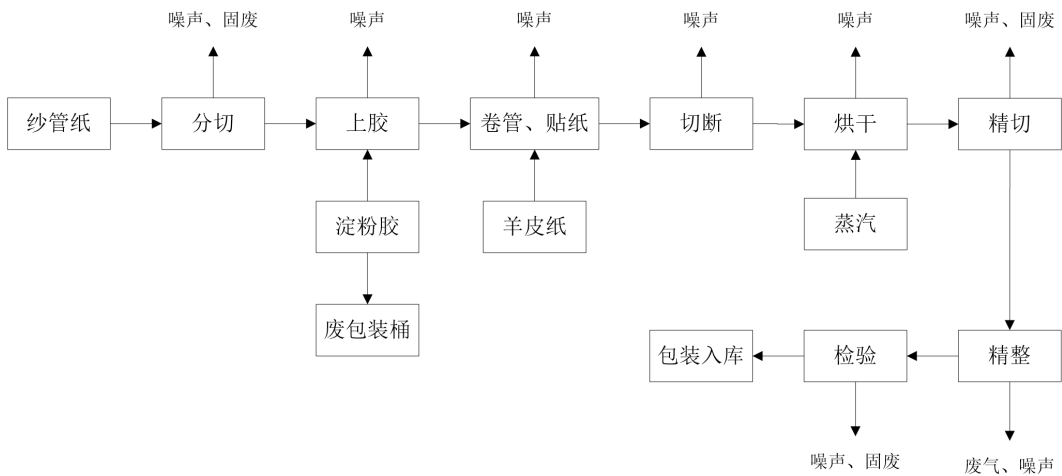 噪声、固废
噪声
噪声
噪声
噪声
噪声、固废
纱管纸
分切
上胶
卷管、贴纸
切断
烘干
精切
淀粉胶
羊皮纸
蒸汽
废包装桶
包装入库
检验
精整
噪声、固废
废气、噪声